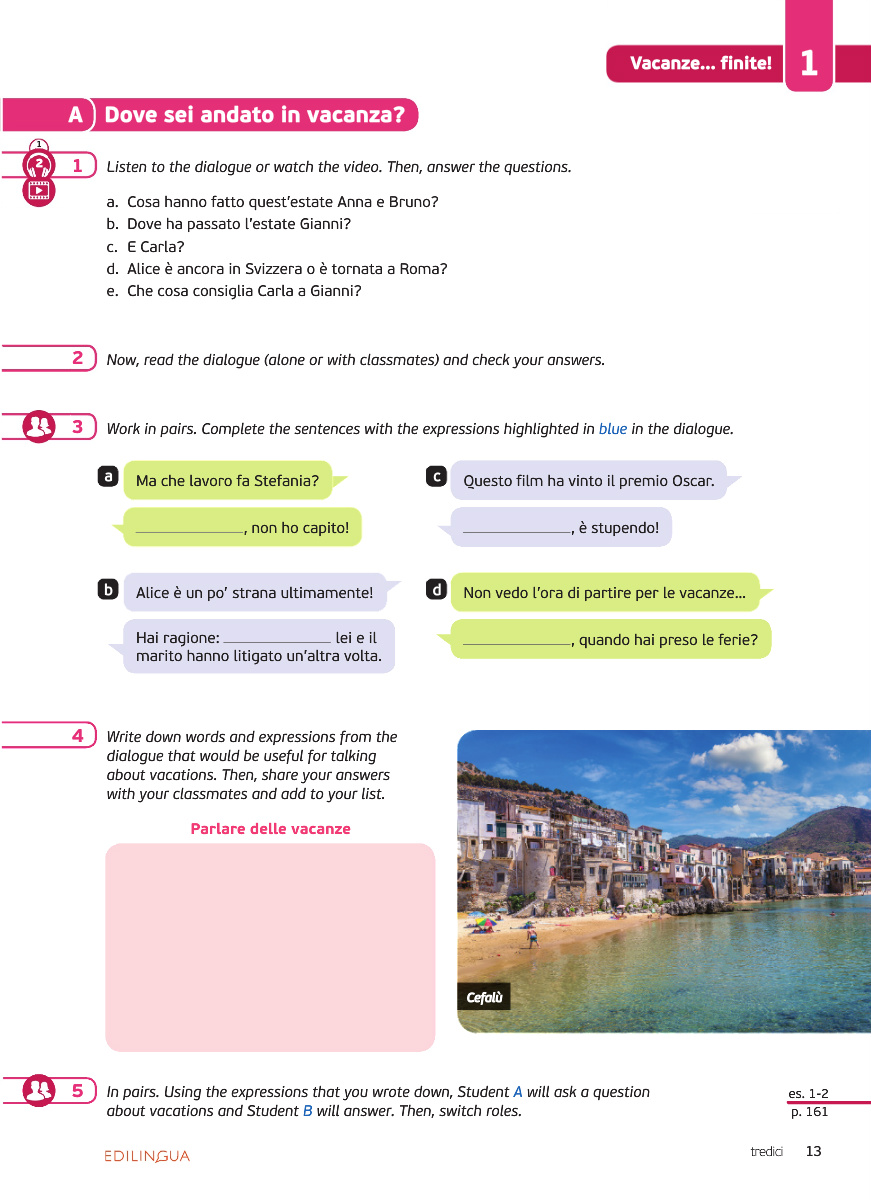 Vacanze... finite!
1
A
Dove sei andato in vacanza?
1
2
1
Listen to the dialogue or watch the video. Then, answer the questions.
a. Cosa hanno fatto quest'estate Anna e Bruno?
b. Dove ha passato l'estate Gianni?
c. E Carla?
d. Alice è ancora in Svizzera o è tornata a Roma?
e. Che cosa consiglia Carla a Gianni?
2
Now, read the dialogue (alone or with classmates) and check your answers.
3
Work in pairs. Complete the sentences with the expressions highlighted in blue in the dialogue.
a
Ma che lavoro fa Stefania?
____________, non ho capito!
b
Alice è un po' strana ultimamente!
Hai ragione: ____________ lei e il
marito hanno litigato un'altra volta.
c
Questo film ha vinto il premio Oscar.
____________, è stupendo!
d
Non vedo l'ora di partire per le vacanze...
____________, quando hai preso le ferie?
4
Write down words and expressions from the
dialogue that would be useful for talking
about vacations. Then, share your answers
with your classmates and add to your list.
Parlare delle vacanze
Cefalù
5
In pairs. Using the expressions that you wrote down, Student A will ask a question
about vacations and Student B will answer. Then, switch roles.
es. 1-2
p. 161
EDILINGUA
tredici 13